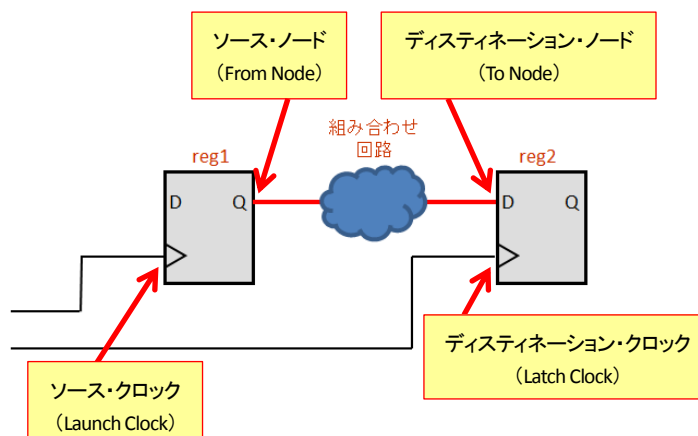 ソース・ノード
(From Node)
ディスティネーション・ノード
(To Node)
組み合わせ
回路
reg1
reg2
D
Q
D
Q
ソース・クロック
(Launch Clock)
ディスティネーション・クロック
(Latch Clock)